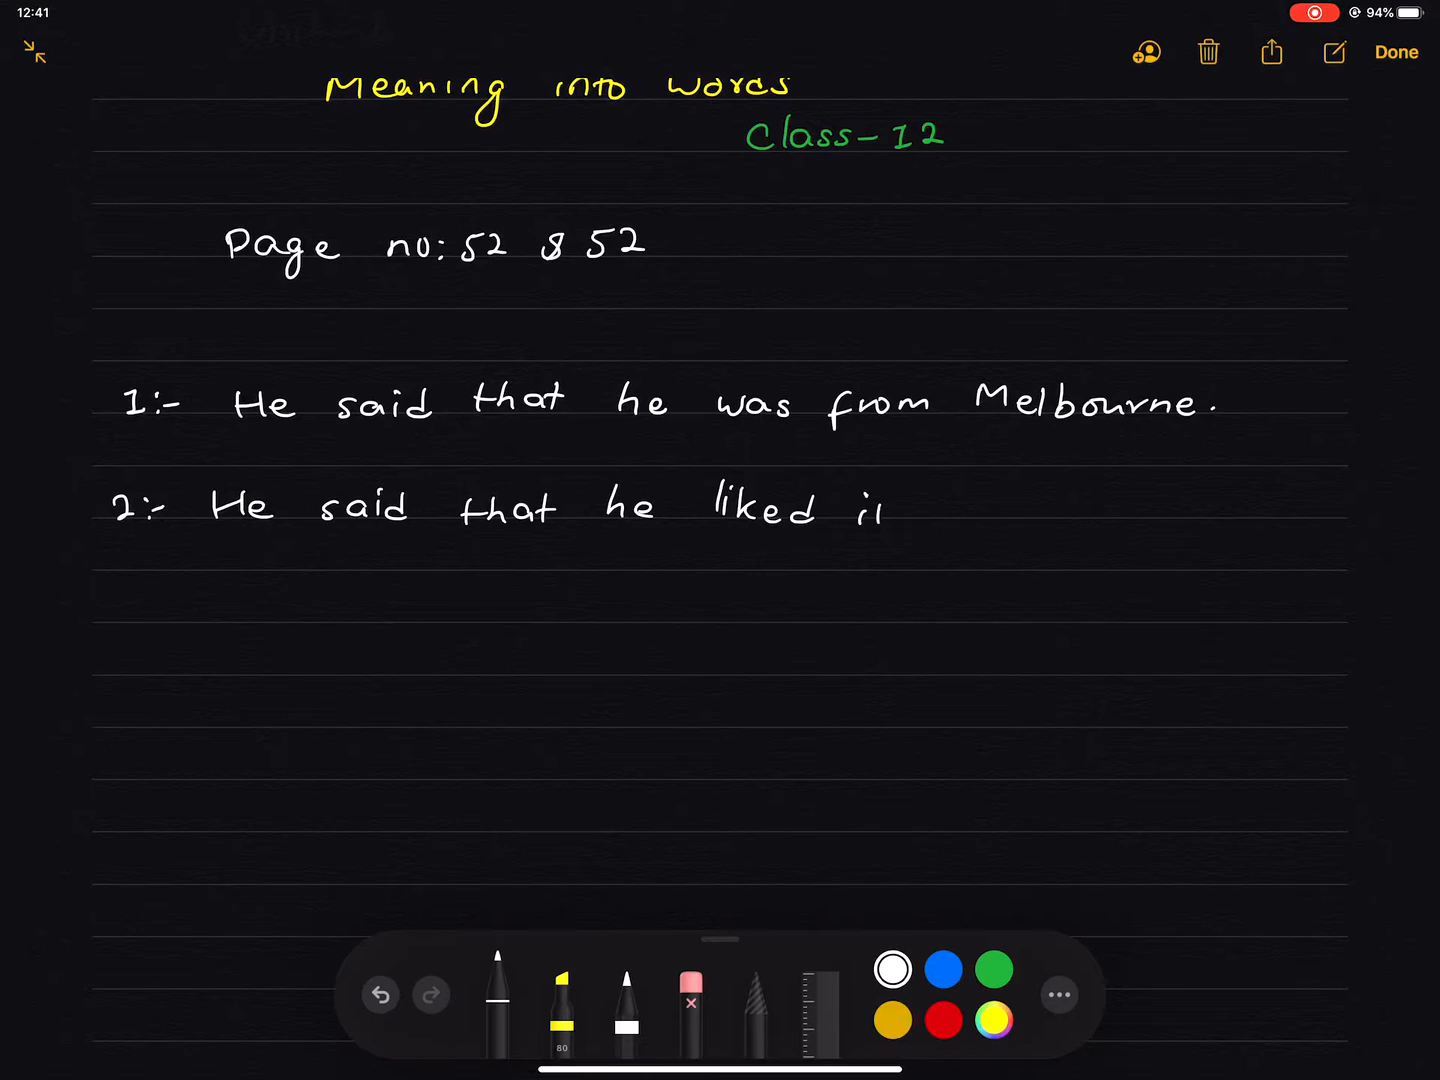 12:41
94%
Done
Meaning into words
Class-12
Page no: 52 & 52
1:- He said that he was from Melbourne.
2:- He said that he liked
80